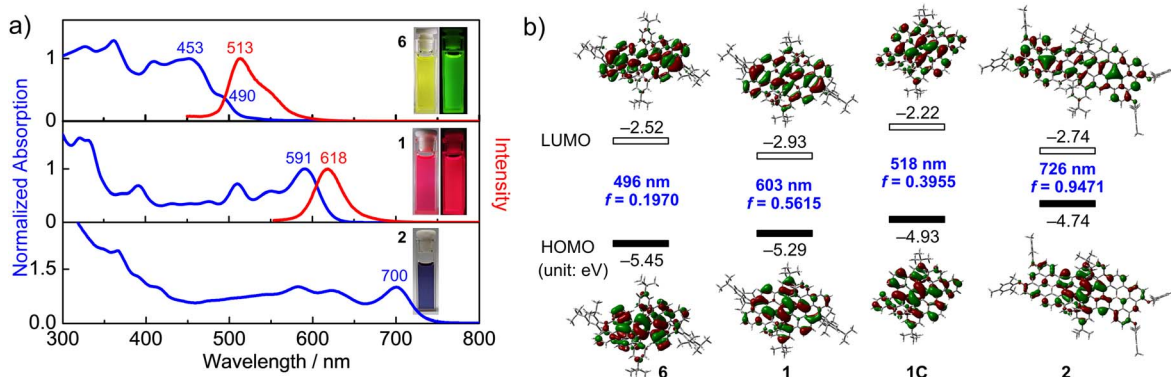 a)
6
453
513
490
1
0
1
591
618
1
0
2
700
1.5
0.0
300
400
500
600
700
800
Wavelength / nm
Normalized Absorption
Intensity
b)
LUMO
–2.52
–2.93
–2.22
–2.74
496 nm
f = 0.1970
603 nm
f = 0.5615
518 nm
f = 0.3955
726 nm
f = 0.9471
HOMO
(unit: eV)
–5.45
–5.29
–4.93
–4.74
6
1
1C
2